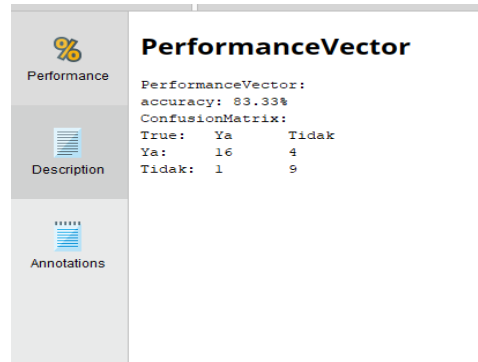 Performance
Description
Annotations
PerformanceVector
PerformanceVector:
accuracy: 83.33%
ConfusionMatrix:
True: Ya Tidak
Ya: 16 4
Tidak: 1 9